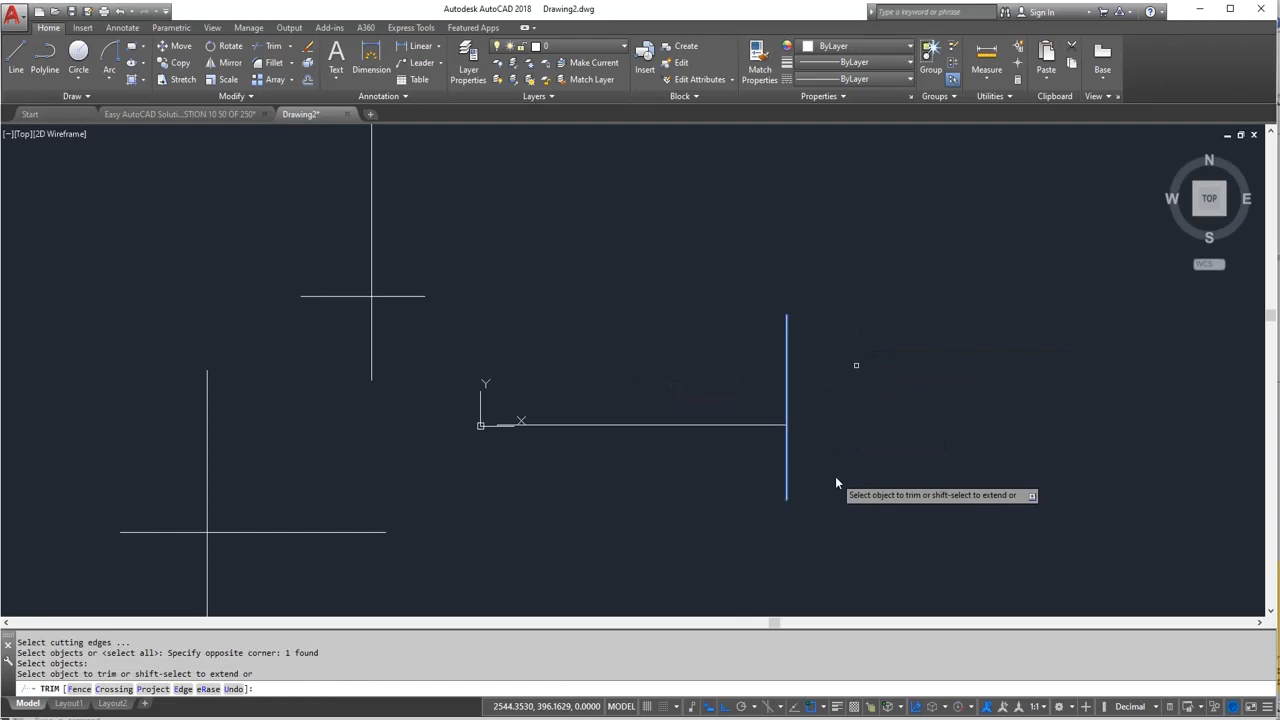 Autodesk AutoCAD 2018 Drawing2.dwg
Type a keyword or phrase
Sign In
Home Insert Annotate Parametric View Manage Output Add-ins A360 Express Tools Featured Apps
Line Polyline Circle Arc
Move Rotate Trim
Copy Mirror Fillet
Stretch Scale Array
Text Dimension
Linear
Leader
Table
Layer
Properties
0
Make Current
Match Layer
Insert
Create
Edit
Edit Attributes
Match
Properties
ByLayer
ByLayer
ByLayer
Group
Measure
Paste
Base
Draw Modify Annotation Layers Block Properties Groups Utilities Clipboard View
Start Easy AutoCAD Soluti...STION 10 50 OF 250* Drawing2*
[−][Top][2D Wireframe]
N
W TOP E
S
WCS
Y
X
Select object to trim or shift-select to extend or
Select cutting edges ...
Select objects or <select all>: Specify opposite corner: 1 found
Select objects:
Select object to trim or shift-select to extend or
TRIM [Fence Crossing Project Edge eRase Undo]:
Model Layout1 Layout2 +
2544.3530, 396.1629, 0.0000 MODEL 1:1 Decimal